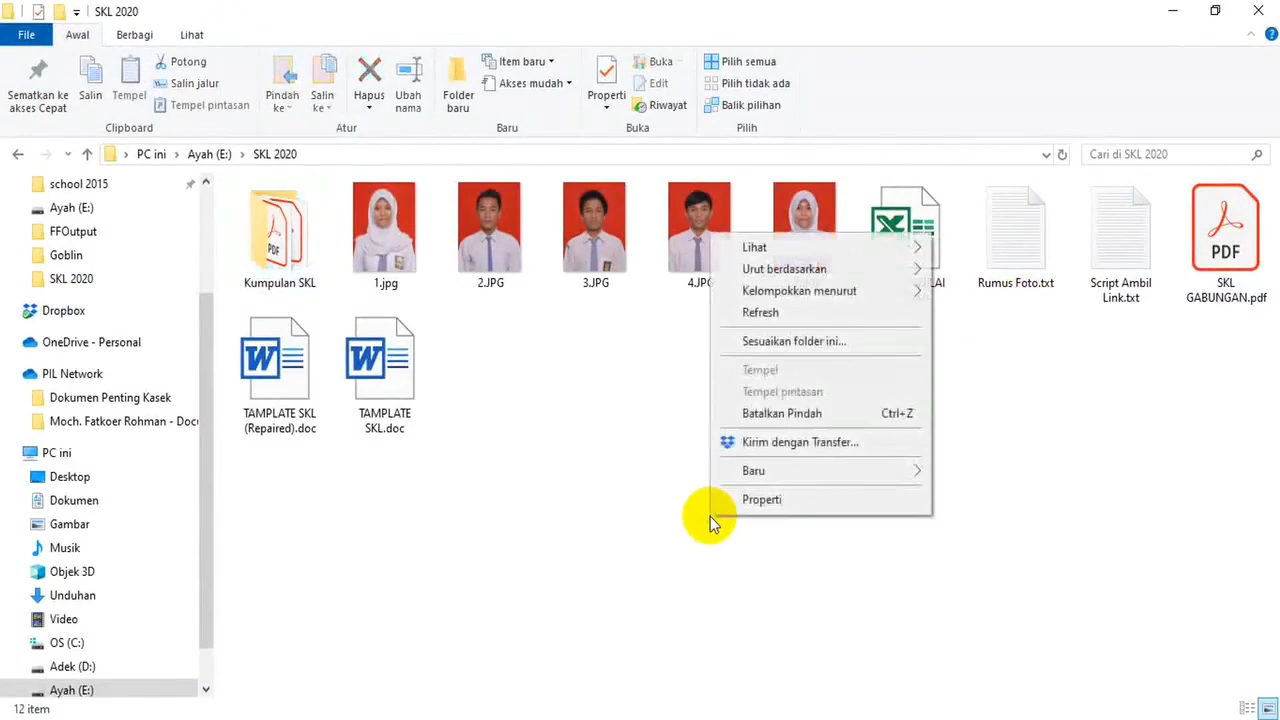 SKL 2020
File
Awal
Berbagi
Lihat
Sematkan ke
akses Cepat
Salin
Tempel
Potong
Salin jalur
Tempel pintasan
Clipboard
Pindah
ke
Salin
ke
Hapus
Ubah
nama
Atur
Folder
baru
Item baru
Akses mudah
Baru
Properti
Buka
Edit
Riwayat
Buka
Pilih semua
Pilih tidak ada
Balik pilihan
Pilih
PC ini
Ayah (E:)
SKL 2020
Cari di SKL 2020
school 2015
Ayah (E:)
FFOutput
Goblin
SKL 2020
Dropbox
OneDrive - Personal
PIL Network
Dokumen Penting Kasek
Moch. Fatkoer Rohman - Doc
PC ini
Desktop
Dokumen
Gambar
Musik
Objek 3D
Unduhan
Video
OS (C:)
Adek (D:)
Ayah (E:)
PDF
Kumpulan SKL
1.jpg
2.JPG
3.JPG
4.JPG
Rumus Foto.txt
Script Ambil
Link.txt
PDF
SKL
GABUNGAN.pdf
W
TAMPLATE SKL
(Repaired).doc
W
TAMPLATE
SKL.doc
Lihat
Urut berdasarkan
Kelompokkan menurut
Refresh
Sesuaikan folder ini...
Tempel
Tempel pintasan
Batalkan Pindah Ctrl+Z
Kirim dengan Transfer...
Baru
Properti
12 item